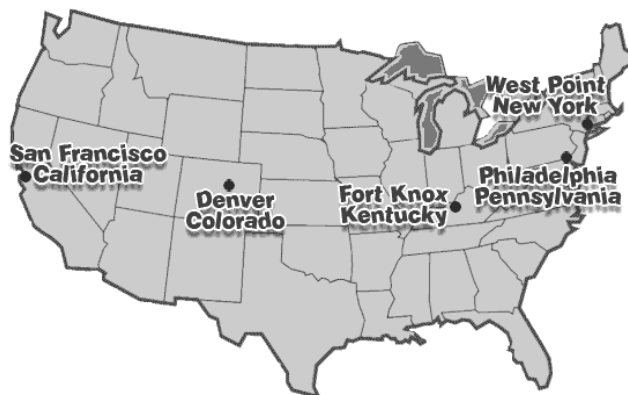 West Point
New York
San Francisco
California
Denver
Colorado
Fort Knox
Kentucky
Philadelphia
Pennsylvania